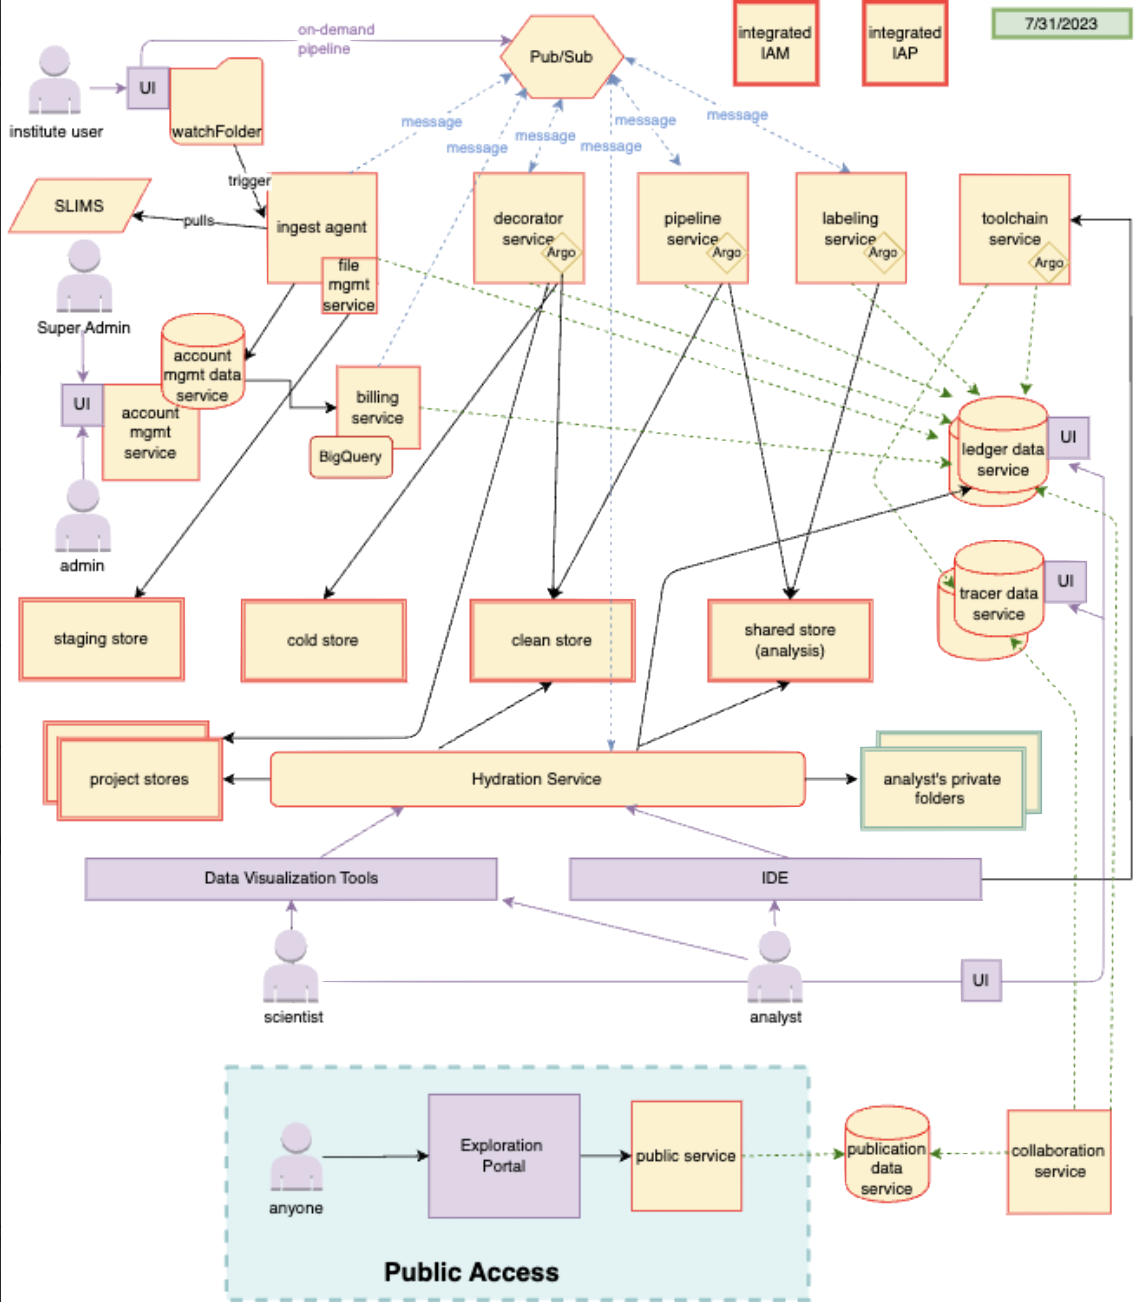 on-demand
pipeline
Pub/Sub
integrated
IAM
integrated
IAP
7/31/2023
UI
institute user
watchFolder
message
message
message
message
message
message
trigger
SLIMS
pulls
ingest agent
file
mgmt
service
decorator
service
Argo
pipeline
service
Argo
labeling
service
Argo
toolchain
service
Argo
Super Admin
account
mgmt data
service
UI
account
mgmt
service
billing
service
BigQuery
admin
ledger data
service
UI
tracer data
service
UI
staging store
cold store
clean store
shared store
(analysis)
project stores
Hydration Service
analyst's private
folders
Data Visualization Tools
IDE
scientist
analyst
UI
anyone
Exploration
Portal
public service
publication
data
service
collaboration
service
Public Access